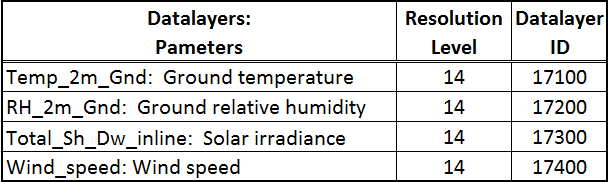 Datalayers: Resolution Datalayer
Pameters Level ID
Temp_2m_Gnd: Ground temperature 14 17100
RH_2m_Gnd: Ground relative humidity 14 17200
Total_Sh_Dw_inline: Solar irradiance 14 17300
Wind_speed: Wind speed 14 17400